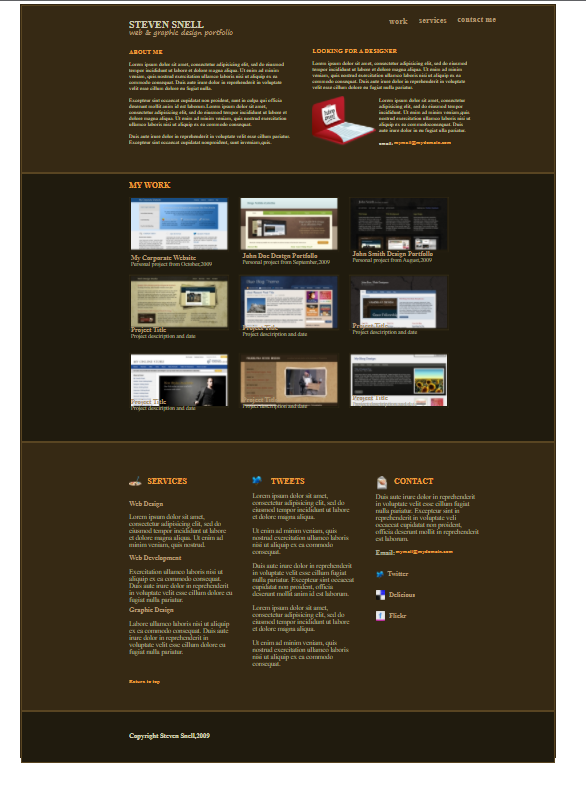 STEVEN SNELL
web & graphic design portfolio
work services contact me
ABOUT ME
Lorem ipsum dolor sit amet, consectetur adipisicing elit, sed do eiusmod
tempor incididunt ut labore et dolore magna aliqua. Ut enim ad minim
veniam, quis nostrud exercitation ullamco laboris nisi ut aliquip ex ea
commodo consequat. Duis aute irure dolor in reprehenderit in voluptate
velit esse cillum dolore eu fugiat.
Excepteur sint occaecat cupidatat non proident, sunt in culpa qui officia
deserunt mollit anim id est laborum.Lorem ipsum dolor sit amet,
consectetur adipisicing elit, sed do eiusmod tempor incididunt ut labore et
dolore magna aliqua. Ut enim ad minim veniam, quis nostrud exercitation
ullamco laboris nisi ut aliquip ex ea commodo consequat.
Duis aute irure dolor in reprehenderit in voluptate velit esse cillum fugiat.
Excepteur sint occaecat cupidatat nonproident, sunt inveniam,quis.
LOOKING FOR A DESIGNER
Lorem ipsum dolor sit amet, consectetur adipisicing elit, sed do eiusmod
tempor incididunt ut labore et dolore magna aliqua. Ut enim ad minim
veniam, quis nostrud exercitation ullamco laboris nisi ut aliquip ex ea
commodo consequat. Duis aute irure dolor in reprehenderit in voluptate
velit esse cillum dolore eu fugiat.
Lorem ipsum dolor sit amet,
consectetur adipisicing elit, sed do
eiusmod tempor incididunt ut labore
ut aliquip ex ea commodoconsequat. Duis
aute irure dolor in fugiat nulla pariatur.
email: mymail@mydomain.com
MY WORK
My Corporate Website
Personal project from October,2009
John Doe Design Portfolio
Personal project from September,2009
John Smith Design Portfolio
Personal project from August,2009
Project Title
Project desciription and date
Project Title
Project desciription and date
Project Title
Project desciription and date
Project Title
Project desciription and date
Project Title
Project desciription and date
Project Title
Project desciription and date
SERVICES
Web Design
Lorem ipsum dolor sit amet,
consectetur adipisicing elit, sed do
eiusmod tempor incididunt ut labore
et dolore magna aliqua. Ut enim ad
minim veniam, quis nostrud.
Web Development
Exercitation ullamco laboris nisi ut
aliquip ex ea commodo consequat.
Duis aute irure dolor in reprehenderit
in voluptate velit esse cillum dolore eu
fugiat nulla pariatur.
Graphic Design
Labore ullamco laboris nisi ut aliquip
ex ea commodo consequat. Duis aute
irure dolor in reprehenderit in
voluptate velit esse cillum dolore eu
fugiat nulla pariatur.
Return to top
TWEETS
Lorem ipsum dolor sit amet,
consectetur adipisicing elit, sed do
eiusmod tempor incididunt ut labore
et dolore magna aliqua.
Ut enim ad minim veniam, quis
nostrud exercitation ullamco laboris
nisi ut aliquip ex ea commodo
consequat.
Duis aute irure dolor in reprehenderit
in voluptate velit esse cillum fugiat
nulla pariatur. Excepteur sint occaecat
cupidatat non proident, sunt officia
deserunt mollit anim id est laborum.
Lorem ipsum dolor sit amet,
consectetur adipisicing elit, sed do
eiusmod tempor incididunt ut labore
et dolore magna aliqua.
Ut enim ad minim veniam, quis
nostrud exercitation ullamco laboris
nisi ut aliquip ex ea commodo
consequat.
CONTACT
Duis aute irure dolor in reprehenderit
in voluptate velit esse cillum dolore eu
fugiat nulla pariatur. Excepteur sint in
reprehenderit in voluptate veli
occaecat cupidatat non proident,
officia deserunt mollit anim id est
laborum.
Email: mymail@mydomain.com
Twitter
Delicious
Flickr
Copyright Steven Snell,2009